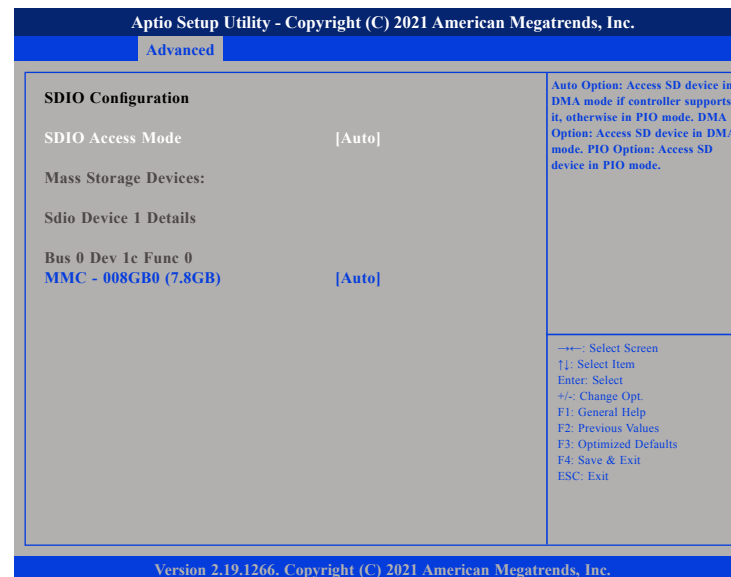 Aptio Setup Utility - Copyright (C) 2021 American Megatrends, Inc.
Advanced
SDIO Configuration
SDIO Access Mode [Auto]
Mass Storage Devices:
Sdio Device 1 Details
Bus 0 Dev 1c Func 0
MMC - 008GB0 (7.8GB) [Auto]
Auto Option: Access SD device in
DMA mode if controller supports
it, otherwise in PIO mode. DMA
Option: Access SD device in DMA
mode. PIO Option: Access SD
device in PIO mode.
→←: Select Screen
↑↓: Select Item
Enter: Select
+/-: Change Opt.
F1: General Help
F2: Previous Values
F3: Optimized Defaults
F4: Save & Exit
ESC: Exit
Version 2.19.1266. Copyright (C) 2021 American Megatrends, Inc.